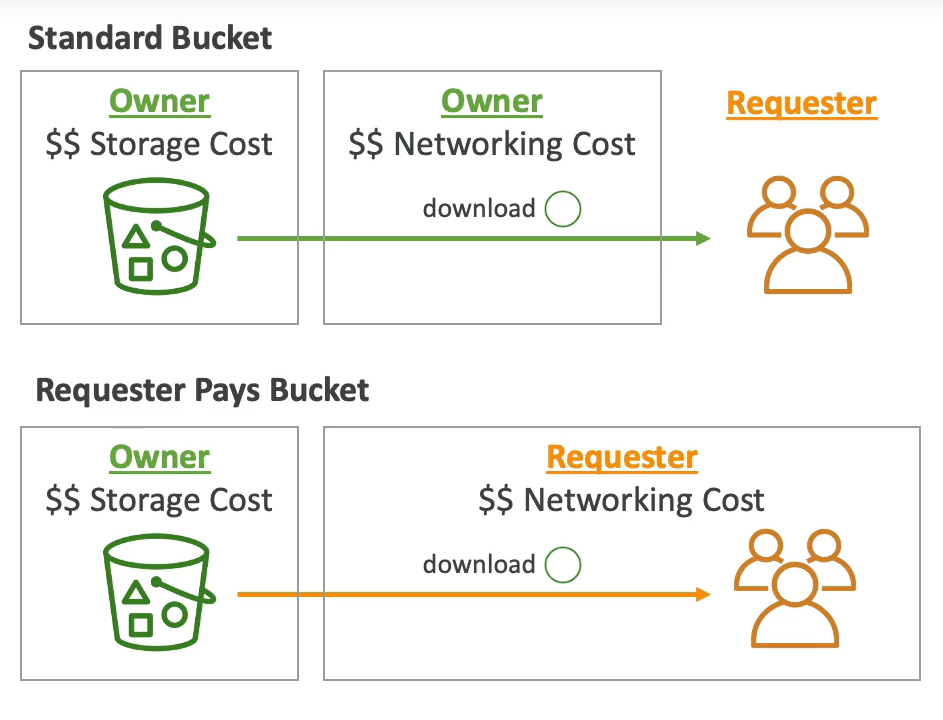 Standard Bucket
Owner
$$ Storage Cost
Owner
$$ Networking Cost
download
Requester
Requester Pays Bucket
Owner
$$ Storage Cost
Requester
$$ Networking Cost
download